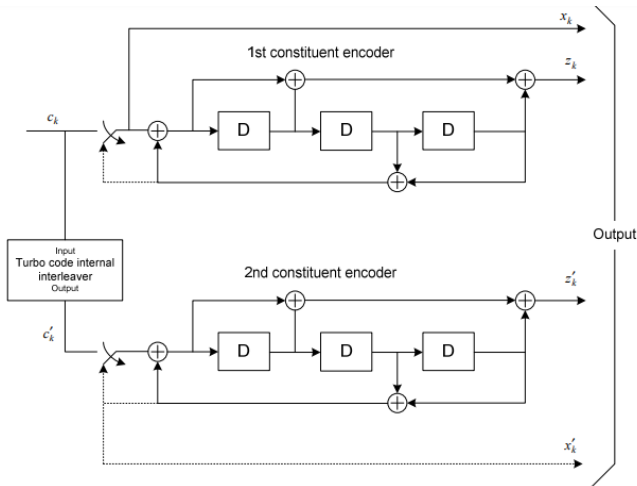 x_k
1st constituent encoder
z_k
c_k
D
D
D
Output
Input
Turbo code internal
interleaver
Output
2nd constituent encoder
z'_k
c'_k
D
D
D
x'_k